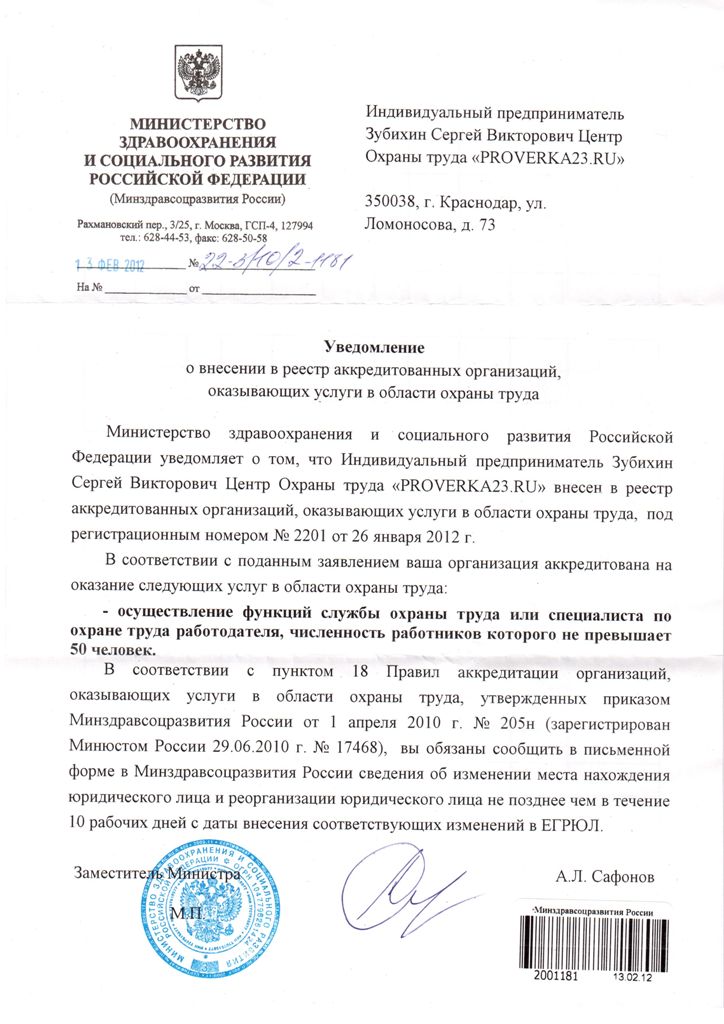 МИНИСТЕРСТВО
ЗДРАВООХРАНЕНИЯ
И СОЦИАЛЬНОГО РАЗВИТИЯ
РОССИЙСКОЙ ФЕДЕРАЦИИ
(Минздравсоцразвития России)
Рахмановский пер., 3/25, г. Москва, ГСП-4, 127994
тел.: 628-44-53, факс: 628-50-58
13 ФЕВ 2012 № 22-3/10/2-1181
На № от
Индивидуальный предприниматель
Зубихин Сергей Викторович Центр
Охраны труда «PROVERKA23.RU»
350038, г. Краснодар, ул.
Ломоносова, д. 73
Уведомление
о внесении в реестр аккредитованных организаций,
оказывающих услуги в области охраны труда
Министерство здравоохранения и социального развития Российской
Федерации уведомляет о том, что Индивидуальный предприниматель Зубихин
Сергей Викторович Центр Охраны труда «PROVERKA23.RU» внесен в реестр
аккредитованных организаций, оказывающих услуги в области охраны труда, под
регистрационным номером № 2201 от 26 января 2012 г.
В соответствии с поданным заявлением ваша организация аккредитована на
оказание следующих услуг в области охраны труда:
- осуществление функций службы охраны труда или специалиста по
охране труда работодателя, численность работников которого не превышает
50 человек.
В соответствии с пунктом 18 Правил аккредитации организаций,
оказывающих услуги в области охраны труда, утвержденных приказом
Минздравсоцразвития России от 1 апреля 2010 г. № 205н (зарегистрирован
Минюстом России 29.06.2010 г. № 17468), вы обязаны сообщить в письменной
форме в Минздравсоцразвития России сведения об изменении места нахождения
юридического лица и реорганизации юридического лица не позднее чем в течение
10 рабочих дней с даты внесения соответствующих изменений в ЕГРЮЛ.
Заместитель Министра А.Л. Сафонов
М.П.
МИНИСТЕРСТВО ЗДРАВООХРАНЕНИЯ И СОЦИАЛЬНОГО РАЗВИТИЯ
РОССИЙСКОЙ ФЕДЕРАЦИИ
Минздравсоцразвития России
2001181 13.02.12